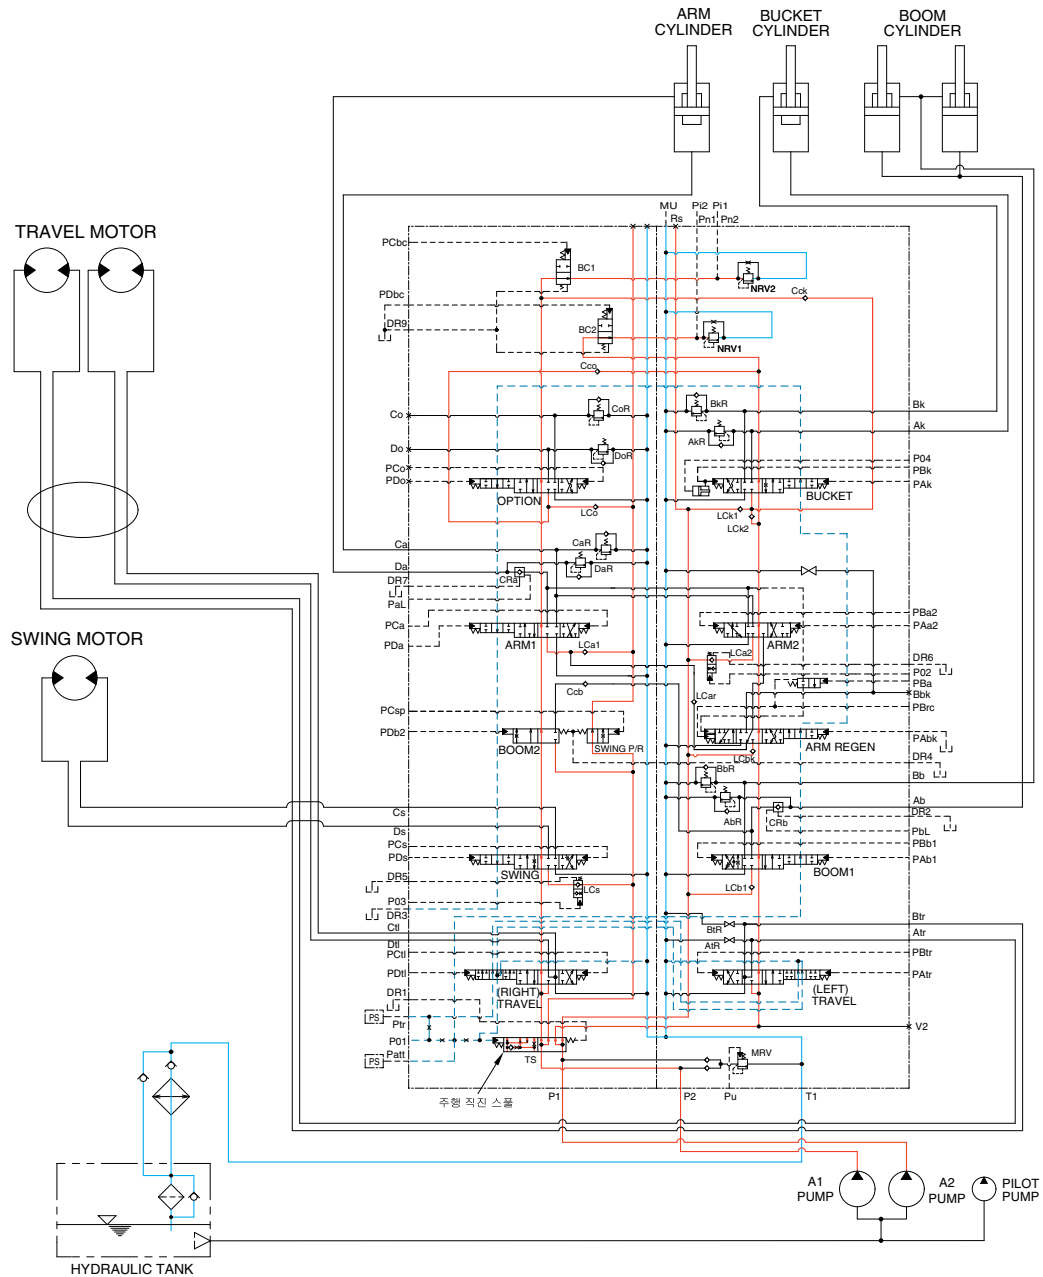 ARM
CYLINDER
BUCKET
CYLINDER
BOOM
CYLINDER
TRAVEL MOTOR
SWING MOTOR
MU
Rs
Pi2
Pi1
Pn1
Pn2
PCbc
BC1
NRV2
PDbc
Cck
DR9
BC2
NRV1
Cco
Co
CoR
BkR
Bk
Ak
AkR
Do
DoR
PCo
PDo
P04
PBk
PAk
OPTION
BUCKET
LCo
LCk1
LCk2
Ca
CaR
Da
DaR
CRa
DR7
PaL
PCa
PDa
ARM1
LCa1
PBa2
PAa2
ARM2
LCa2
DR6
P02
PBa
Bbk
PBrc
Ccb
LCar
PCsp
PDb2
BOOM2
SWING P/R
ARM REGEN
PAbk
LCbk
DR4
BbR
Bb
AbR
CRb
Ab
DR2
PbL
PBb1
PAb1
Cs
Ds
PCs
PDs
SWING
BOOM1
DR5
LCs
LCb1
P03
DR3
Ctl
Dtl
PCtl
PDtl
Btr
BtR
Atr
AtR
PBtr
PAtr
(RIGHT)
TRAVEL
(LEFT)
TRAVEL
DR1
PS
Ptr
P01
Patt
PS
TS
V2
MRV
주행 직진 스풀
P1
P2
Pu
T1
A1
PUMP
A2
PUMP
PILOT
PUMP
HYDRAULIC TANK